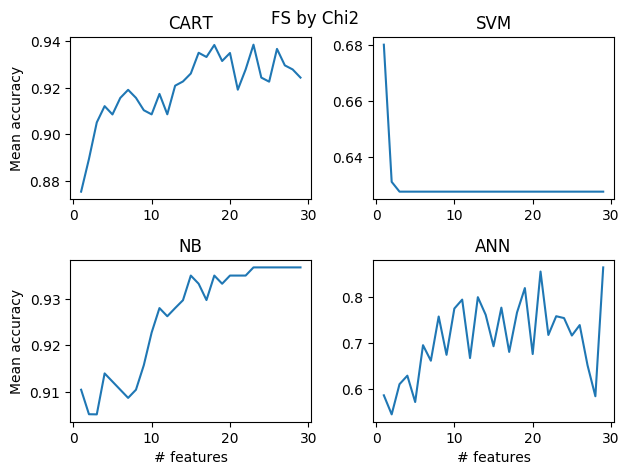 FS by Chi2
CART
SVM
Mean accuracy
0.94
0.92
0.90
0.88
0 10 20 30
0.68
0.66
0.64
0 10 20 30
NB
ANN
Mean accuracy
0.93
0.92
0.91
0 10 20 30
# features
0.8
0.7
0.6
0 10 20 30
# features